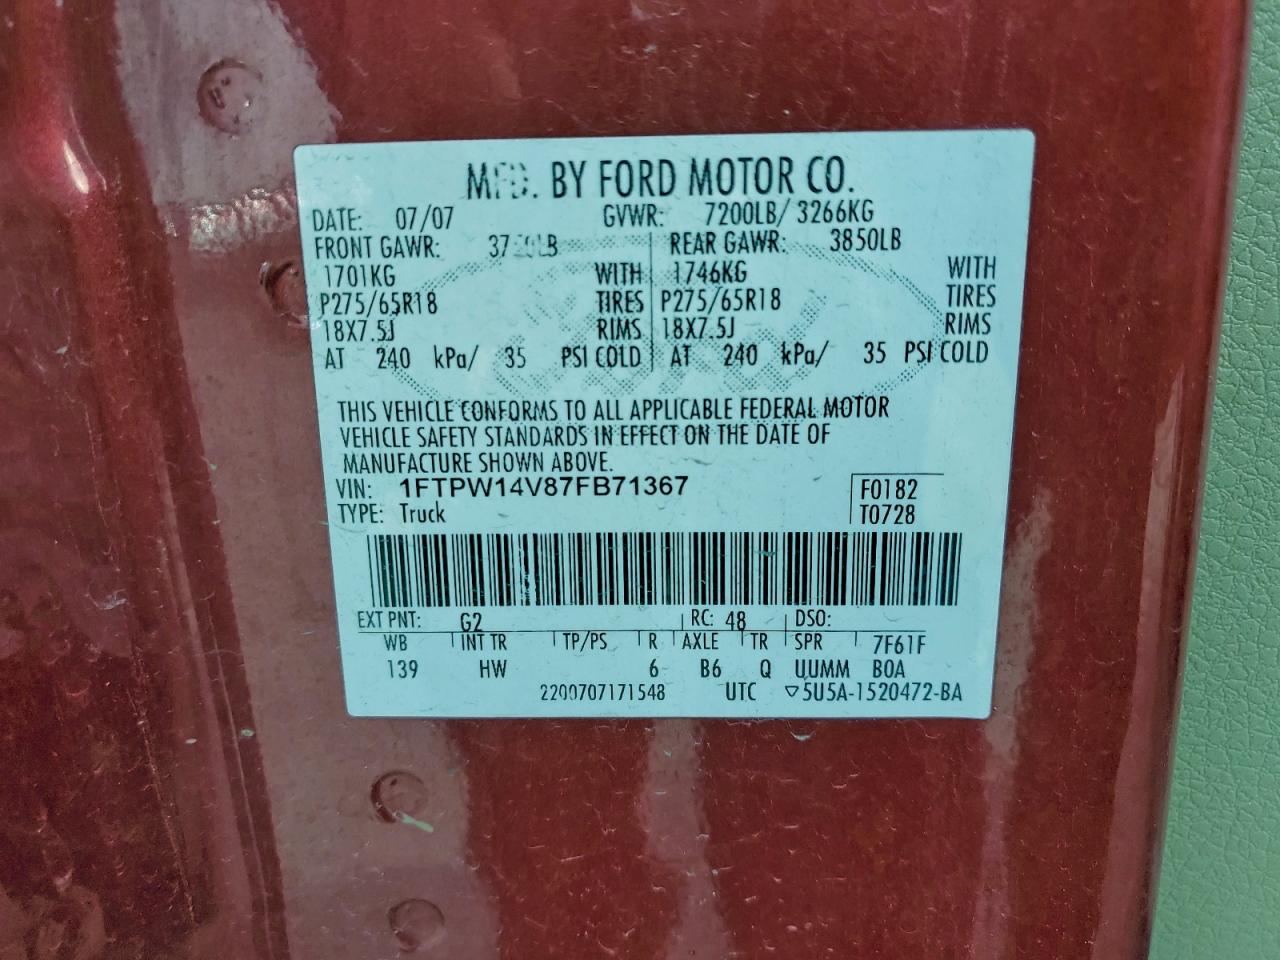 MFD. BY FORD MOTOR CO.
DATE: 07/07 GVWR: 7200LB/ 3266KG
FRONT GAWR: 3750LB REAR GAWR: 3850LB
1701KG WITH 1746KG WITH
P275/65R18 TIRES P275/65R18 TIRES
18X7.5J RIMS 18X7.5J RIMS
AT 240 kPa/ 35 PSI COLD AT 240 kPa/ 35 PSI COLD
THIS VEHICLE CONFORMS TO ALL APPLICABLE FEDERAL MOTOR
VEHICLE SAFETY STANDARDS IN EFFECT ON THE DATE OF
MANUFACTURE SHOWN ABOVE.
VIN: 1FTPW14V87FB71367 F0182
TYPE: Truck T0728
EXT PNT: G2 RC: 48 DSO:
WB INT TR TP/PS R AXLE TR SPR 7F61F
139 HW 6 B6 Q UUMM B0A
2200707171548 UTC ▽5U5A-1520472-BA